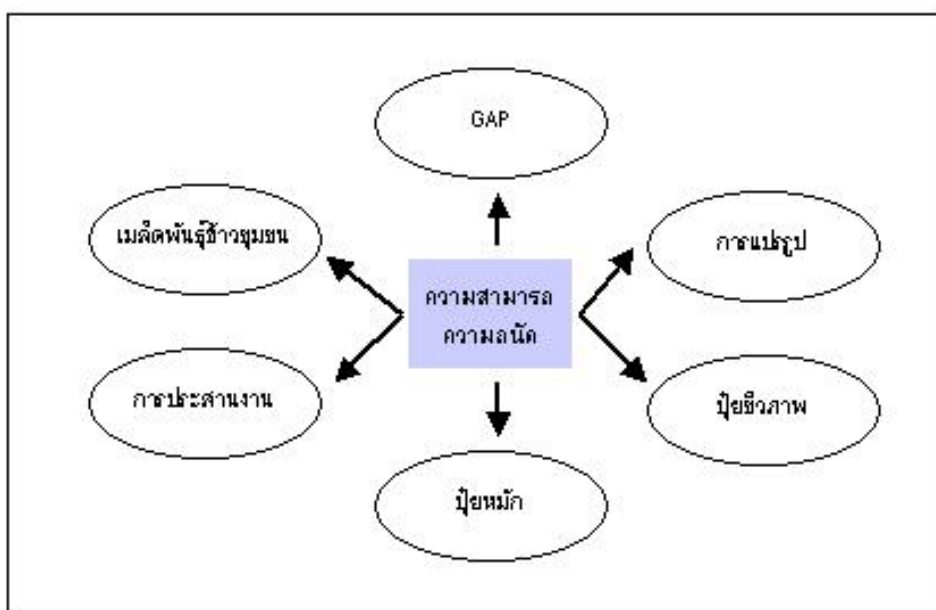 GAP
เมล็ดพันธุ์ข้าวชุมชน
การแปรรูป
ความสามารถ
ความถนัด
การประสานงาน
ปุ๋ยชีวภาพ
ปุ๋ยหมัก